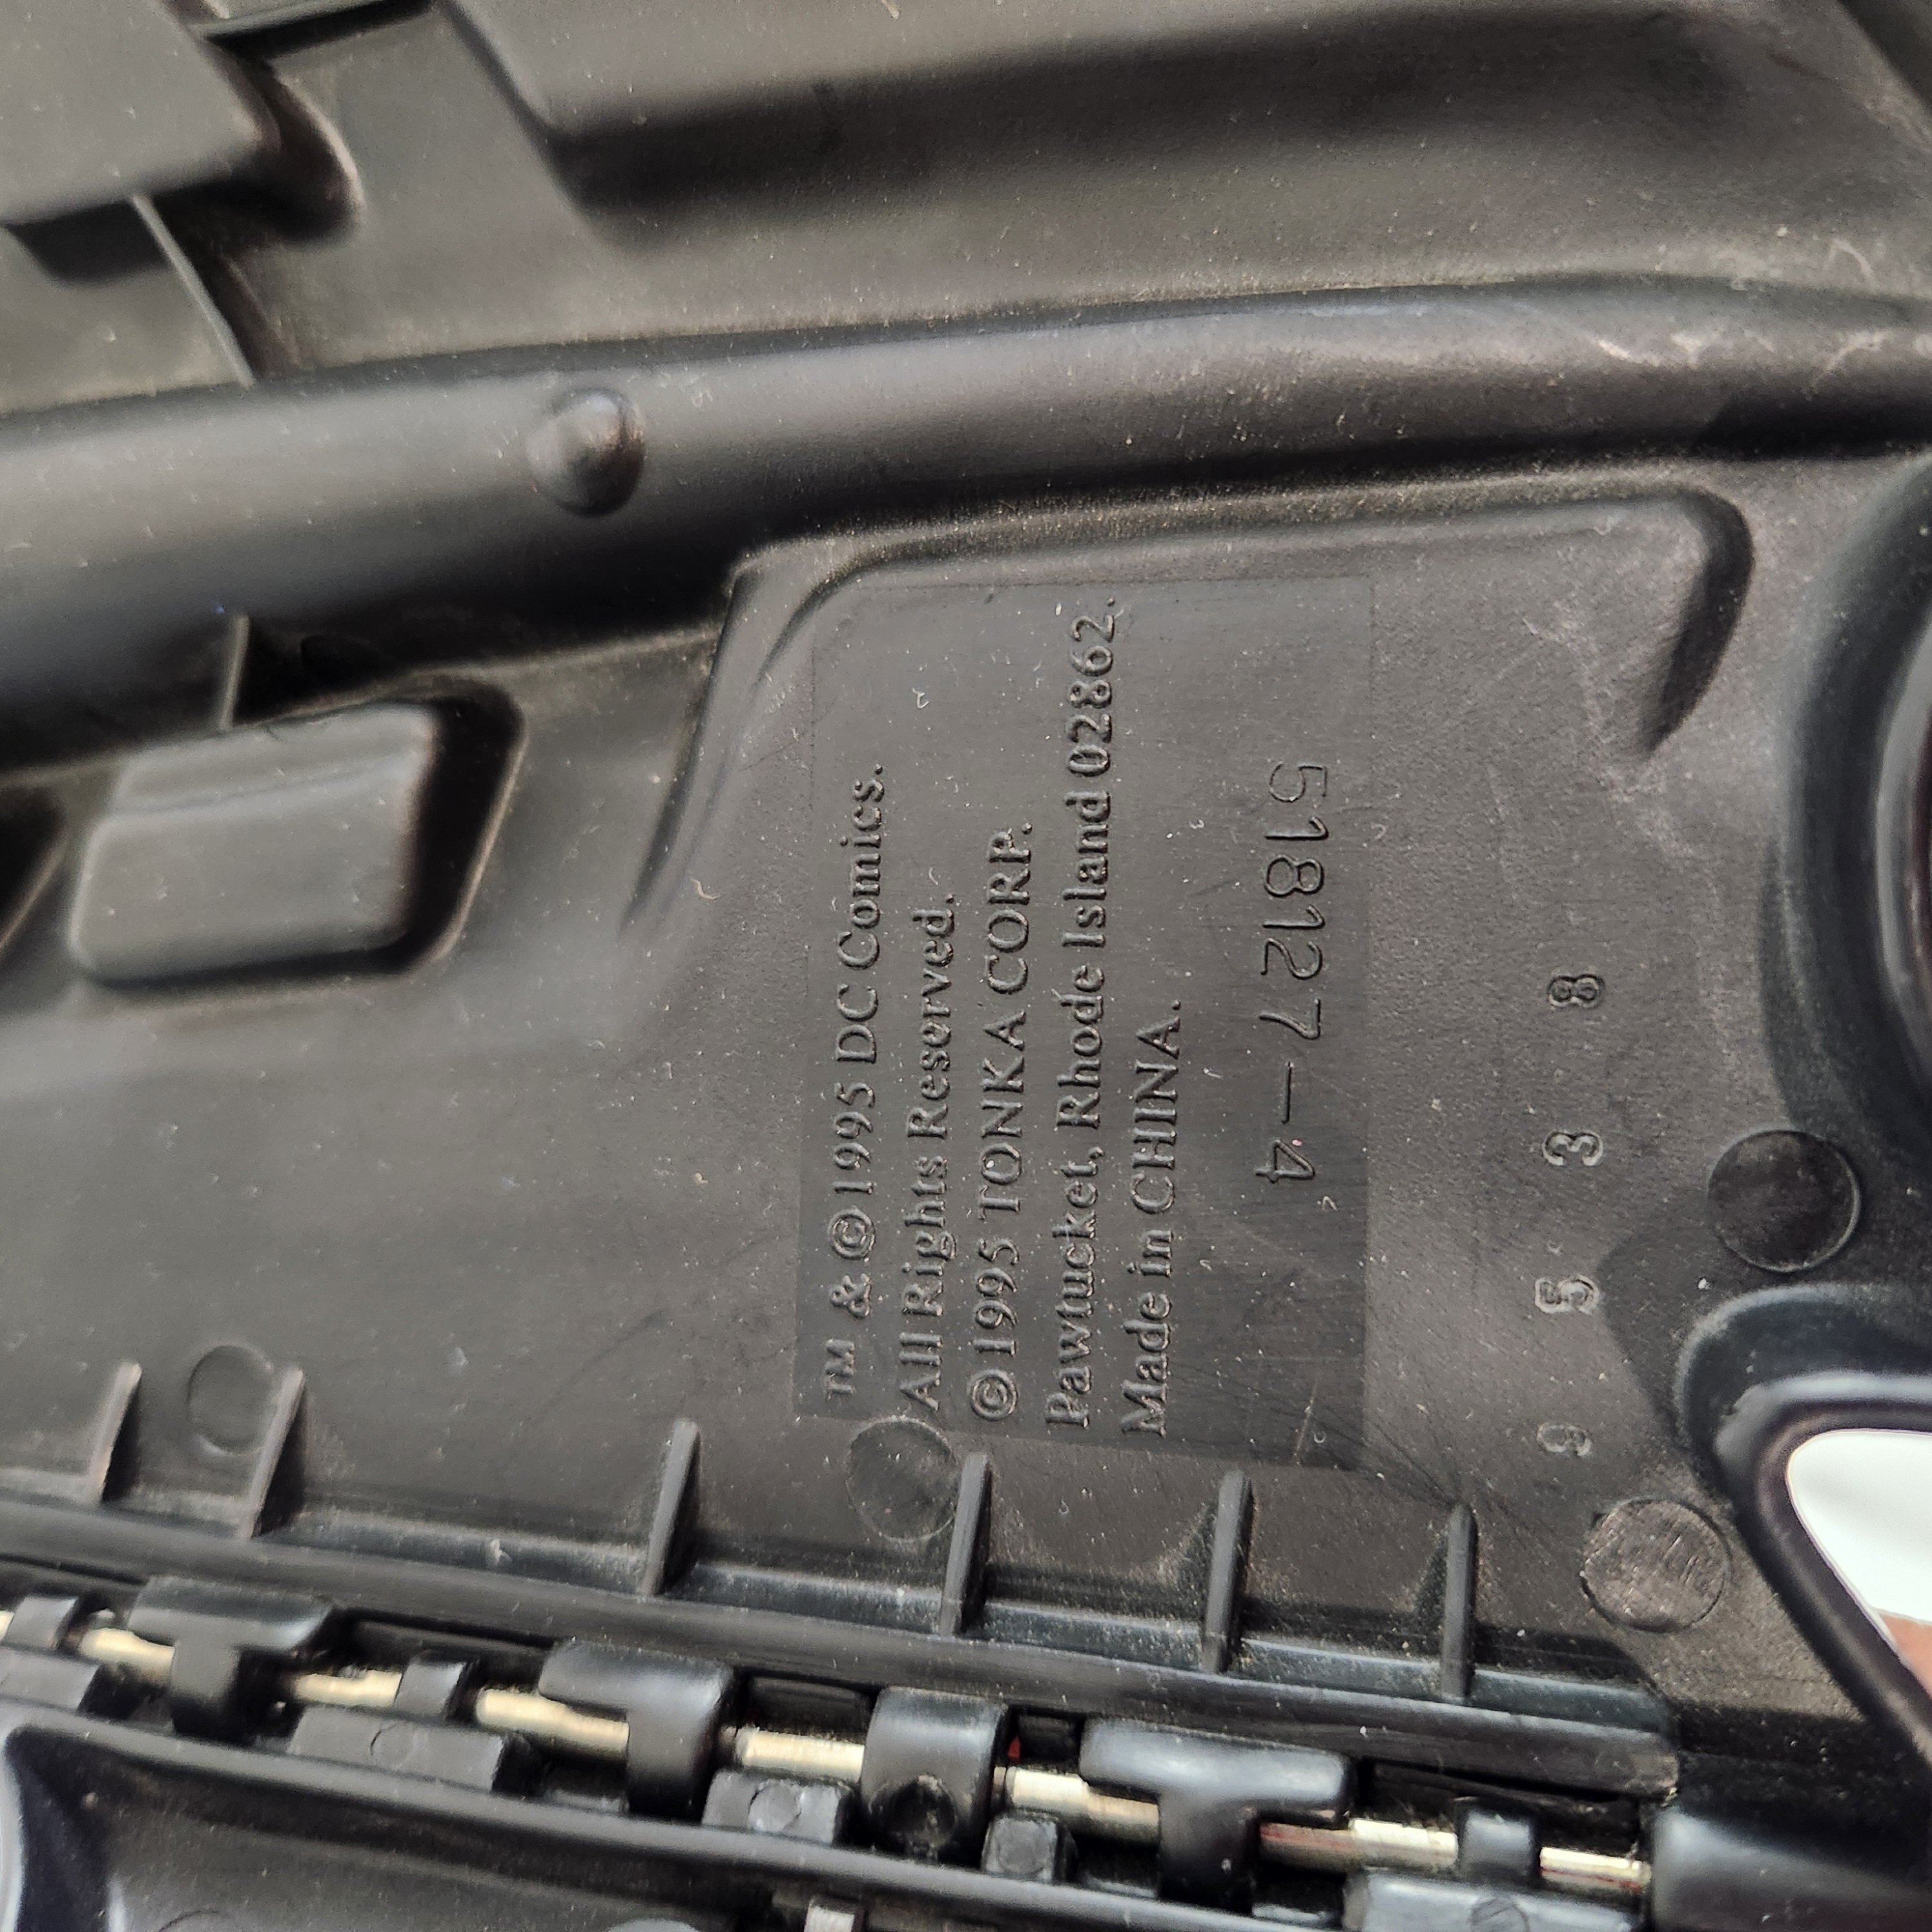 ™ & © 1995 DC Comics.
All Rights Reserved.
© 1995 TONKA CORP.
Pawtucket, Rhode Island 02862.
Made in CHINA.
51827-4
8 3 5